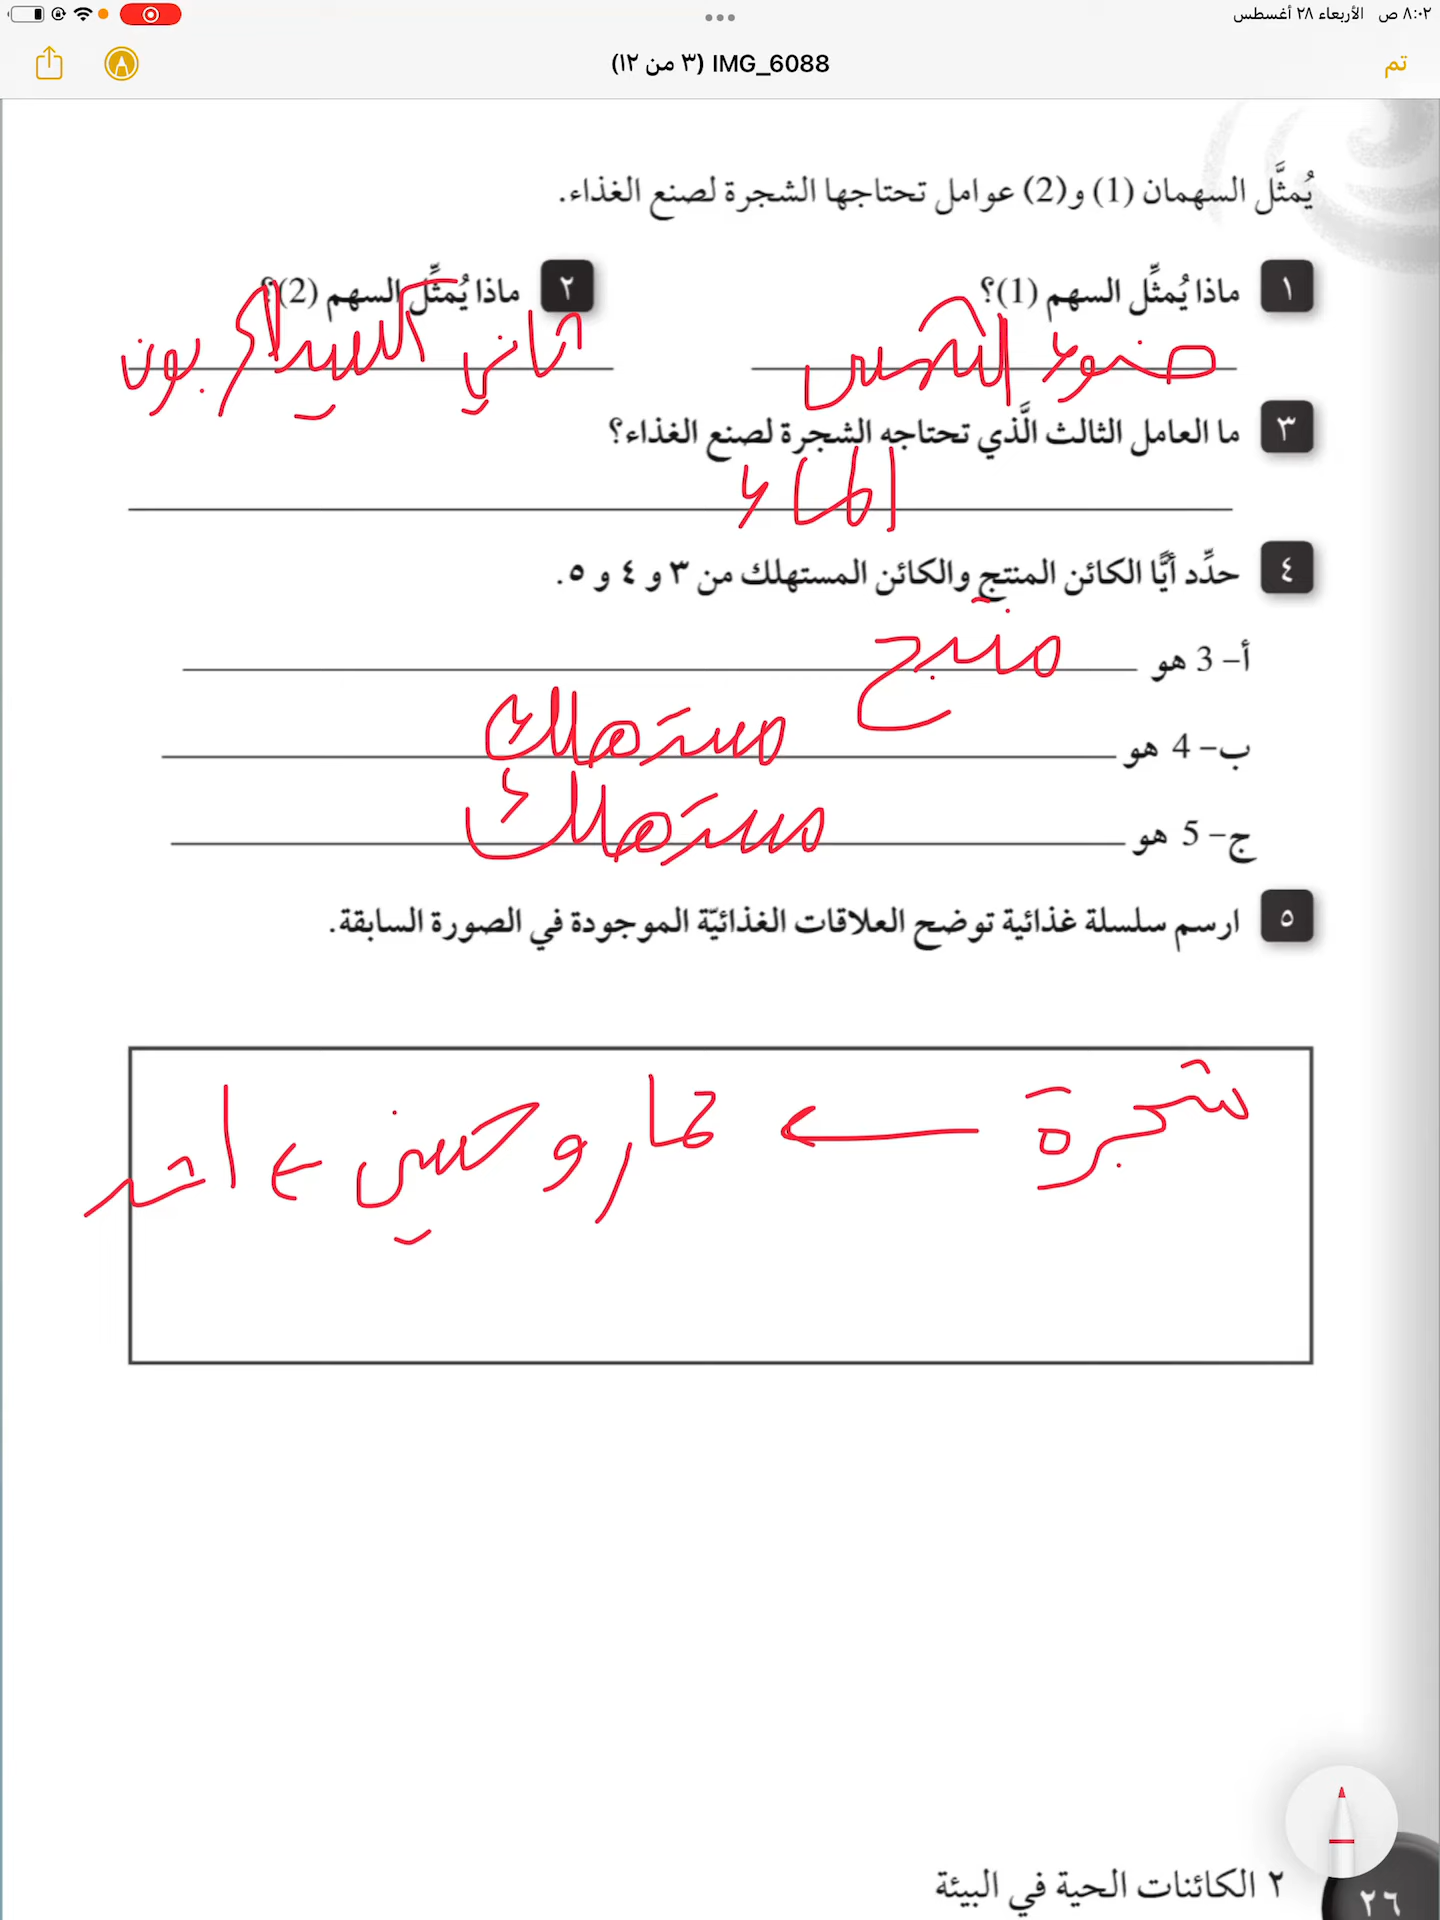 ٨:٠٢ ص الأربعاء ٢٨ أغسطس
IMG_6088 (٣ من ١٢)
تم
يُمثَّل السهمان (1) و(2) عوامل تحتاجها الشجرة لصنع الغذاء.
١ ماذا يُمثِّل السهم (1)؟
ضوء الشمس
٢ ماذا يُمثِّل السهم (2)؟
ثاني اكسيد الكربون
٣ ما العامل الثالث الَّذي تحتاجه الشجرة لصنع الغذاء؟
الماء
٤ حدِّد أيًّا الكائن المنتج والكائن المستهلك من ٣ و ٤ و ٥.
أ- 3 هو منتج
ب- 4 هو مستهلك
ج- 5 هو مستهلك
٥ ارسم سلسلة غذائية توضح العلاقات الغذائيّة الموجودة في الصورة السابقة.
شجرة ← ثمار و ← اسد
٢ الكائنات الحية في البيئة
٢٦